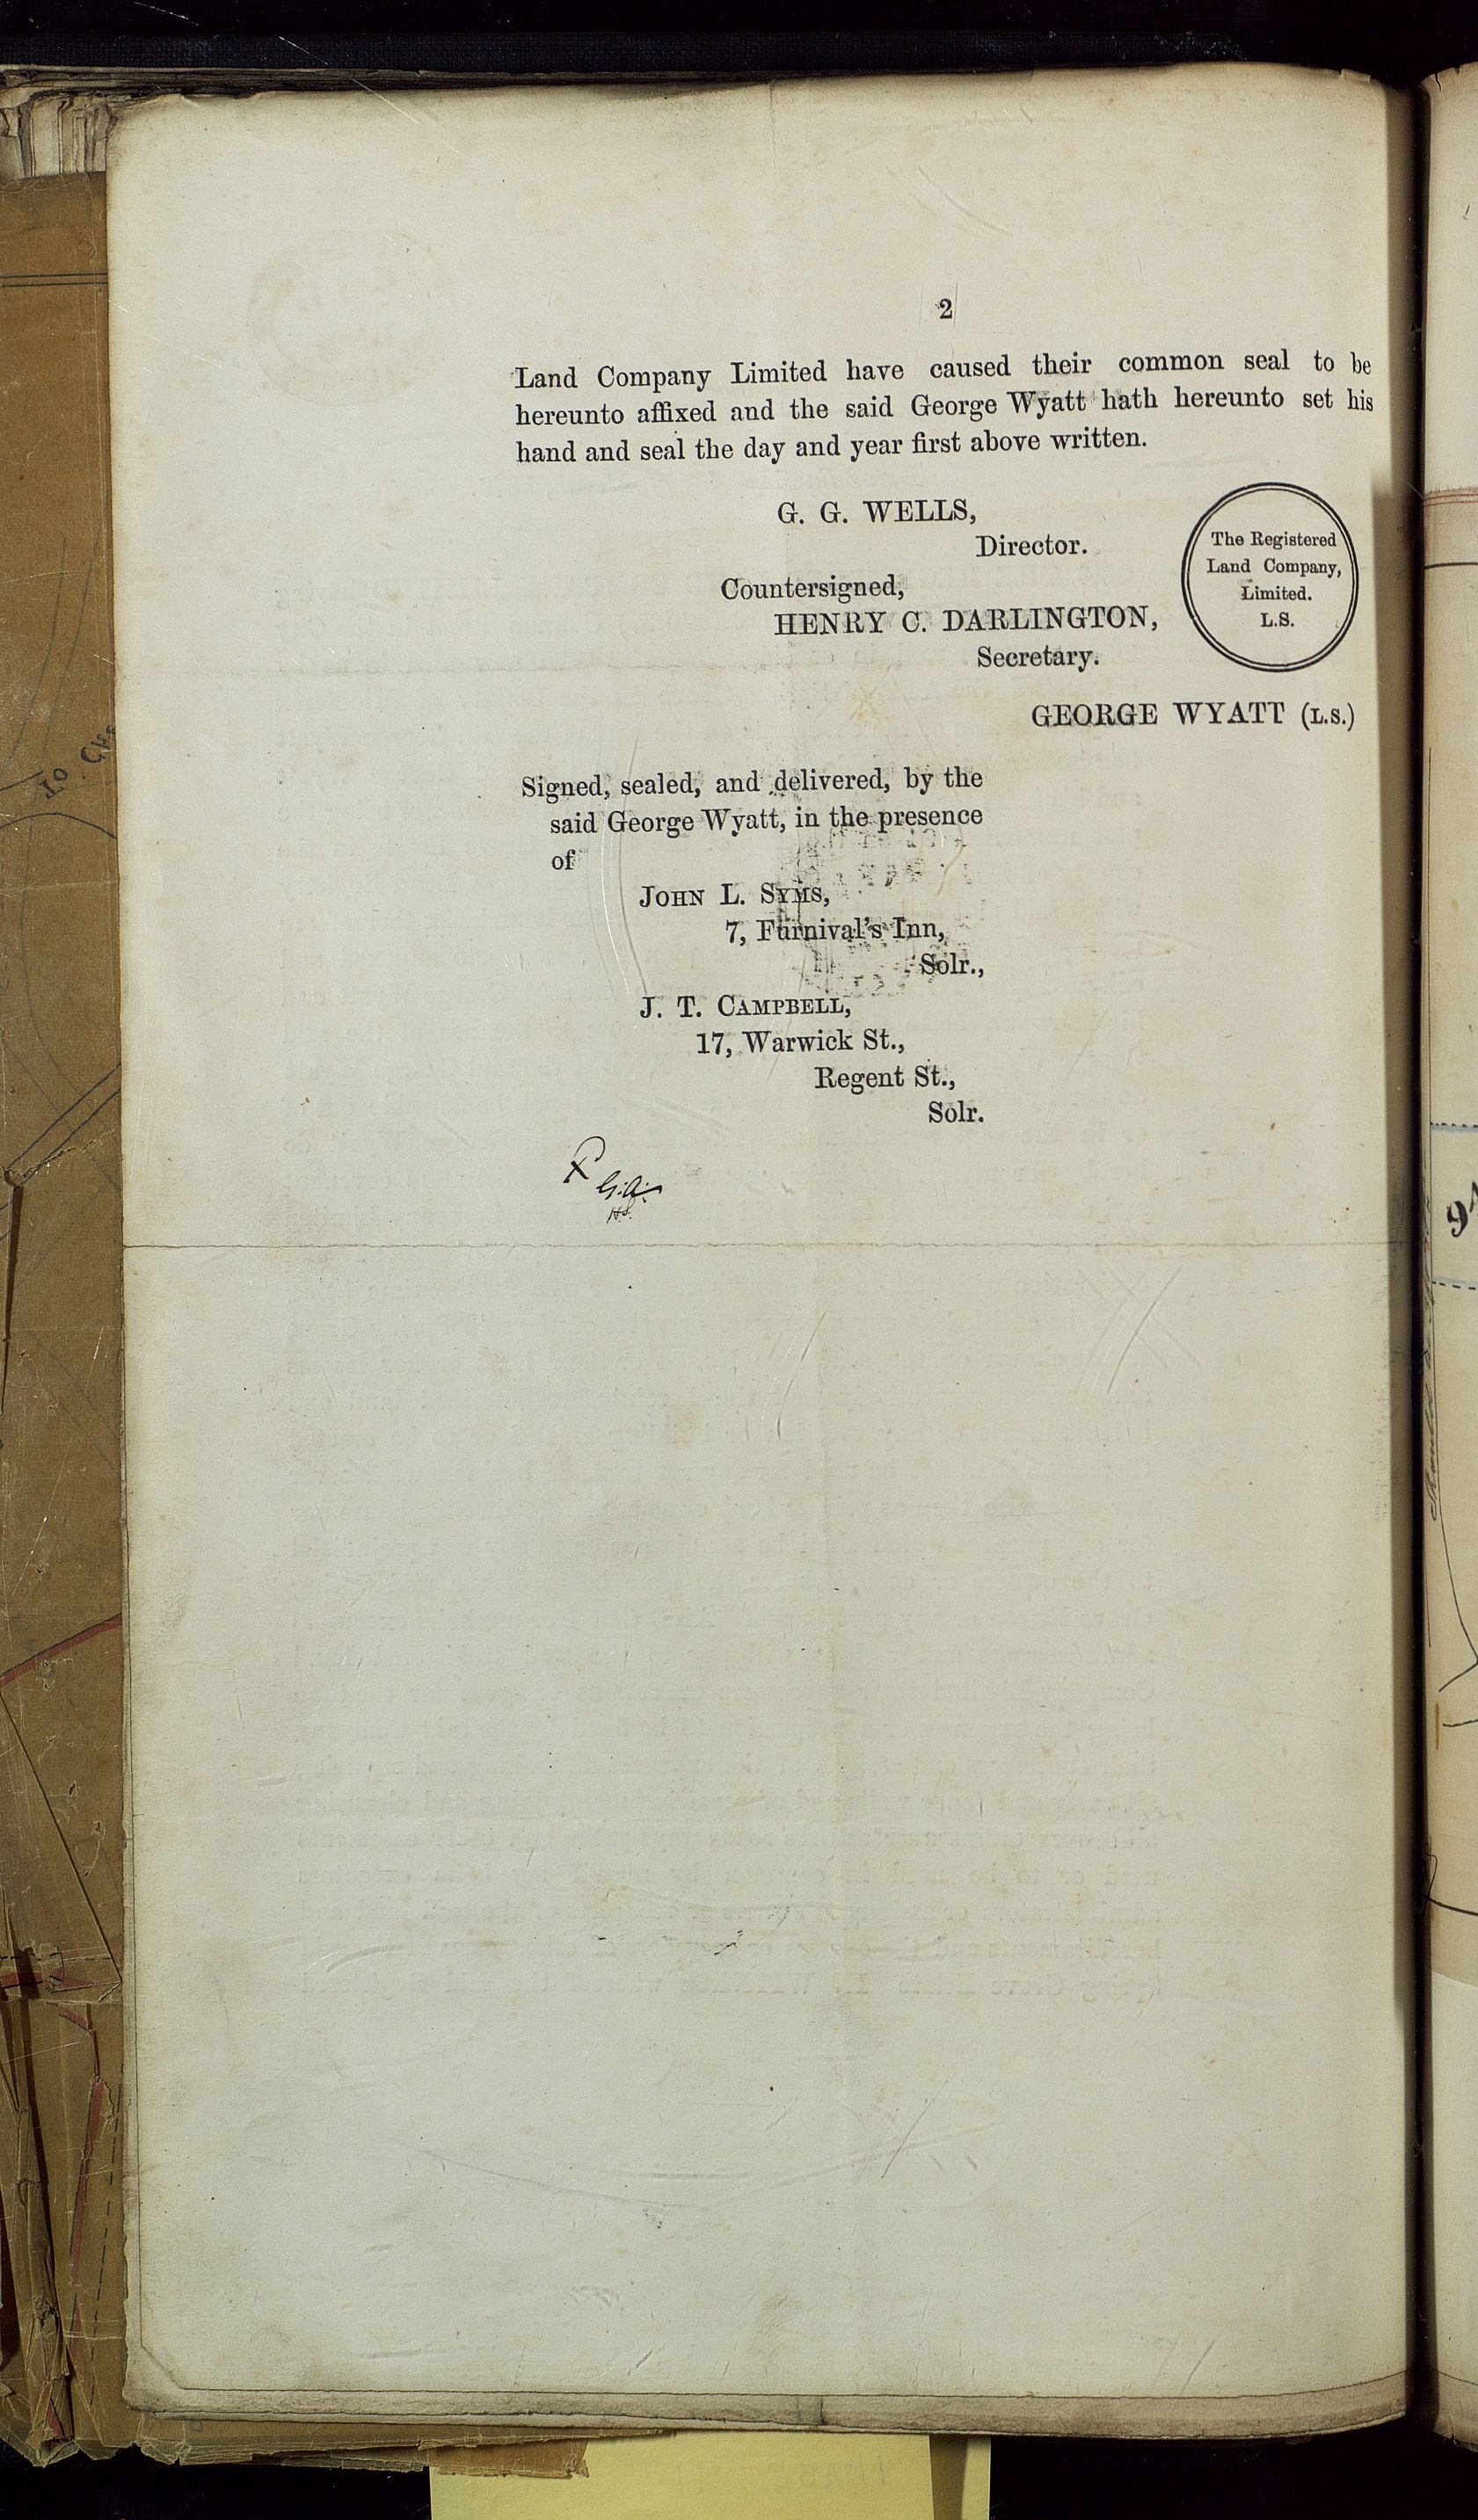 2
Land Company Limited have caused their common seal to be
hereunto affixed and the said George Wyatt hath hereunto set his
hand and seal the day and year first above written.
G. G. WELLS,
Director.
Countersigned,
HENRY C. DARLINGTON,
Secretary.
The Registered
Land Company,
Limited.
L.S.
GEORGE WYATT (L.S.)
Signed, sealed, and delivered, by the
said George Wyatt, in the presence
of
JOHN L. SYMS,
7, Furnival's Inn,
Solr.,
J. T. CAMPBELL,
17, Warwick St.,
Regent St.,
Solr.
To